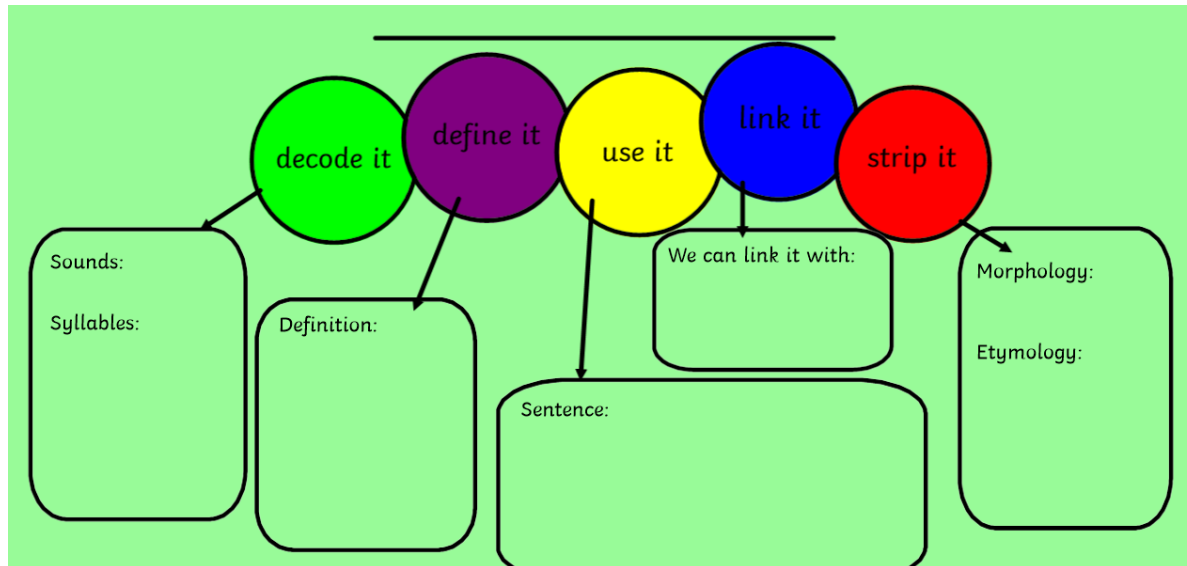 decode it
define it
use it
link it
strip it
Sounds:
Syllables:
Definition:
Sentence:
We can link it with:
Morphology:
Etymology: